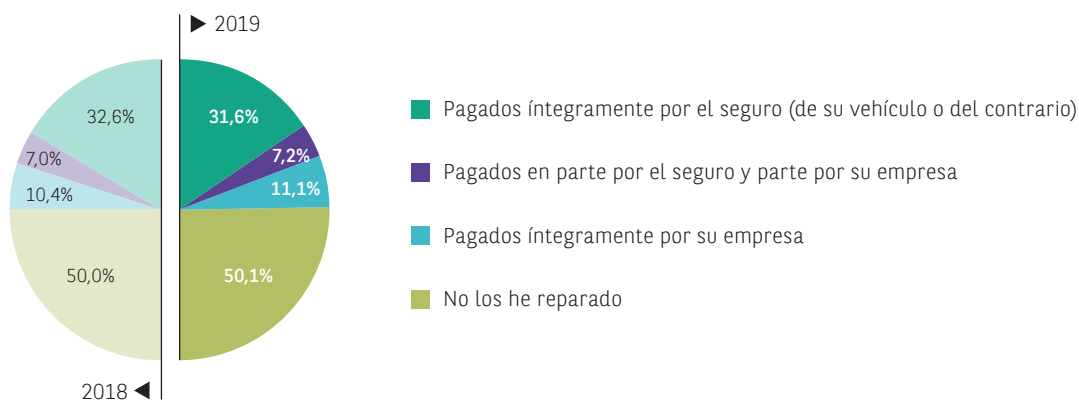 ▶ 2019
32,6%
31,6%
7,0%
7,2%
10,4%
11,1%
50,0%
50,1%
2018 ◀
Pagados íntegramente por el seguro (de su vehículo o del contrario)
Pagados en parte por el seguro y parte por su empresa
Pagados íntegramente por su empresa
No los he reparado